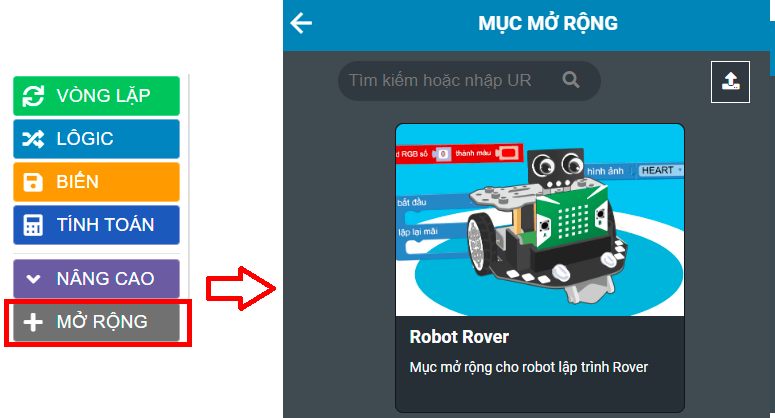 VÒNG LẶP
LÔGIC
BIẾN
TÍNH TOÁN
NÂNG CAO
MỞ RỘNG
MỤC MỞ RỘNG
Tìm kiếm hoặc nhập UR
d RGB số 0 thành màu
hình ảnh HEART
bắt đầu
lặp lại mãi
A
B
Robot Rover
Mục mở rộng cho robot lập trình Rover